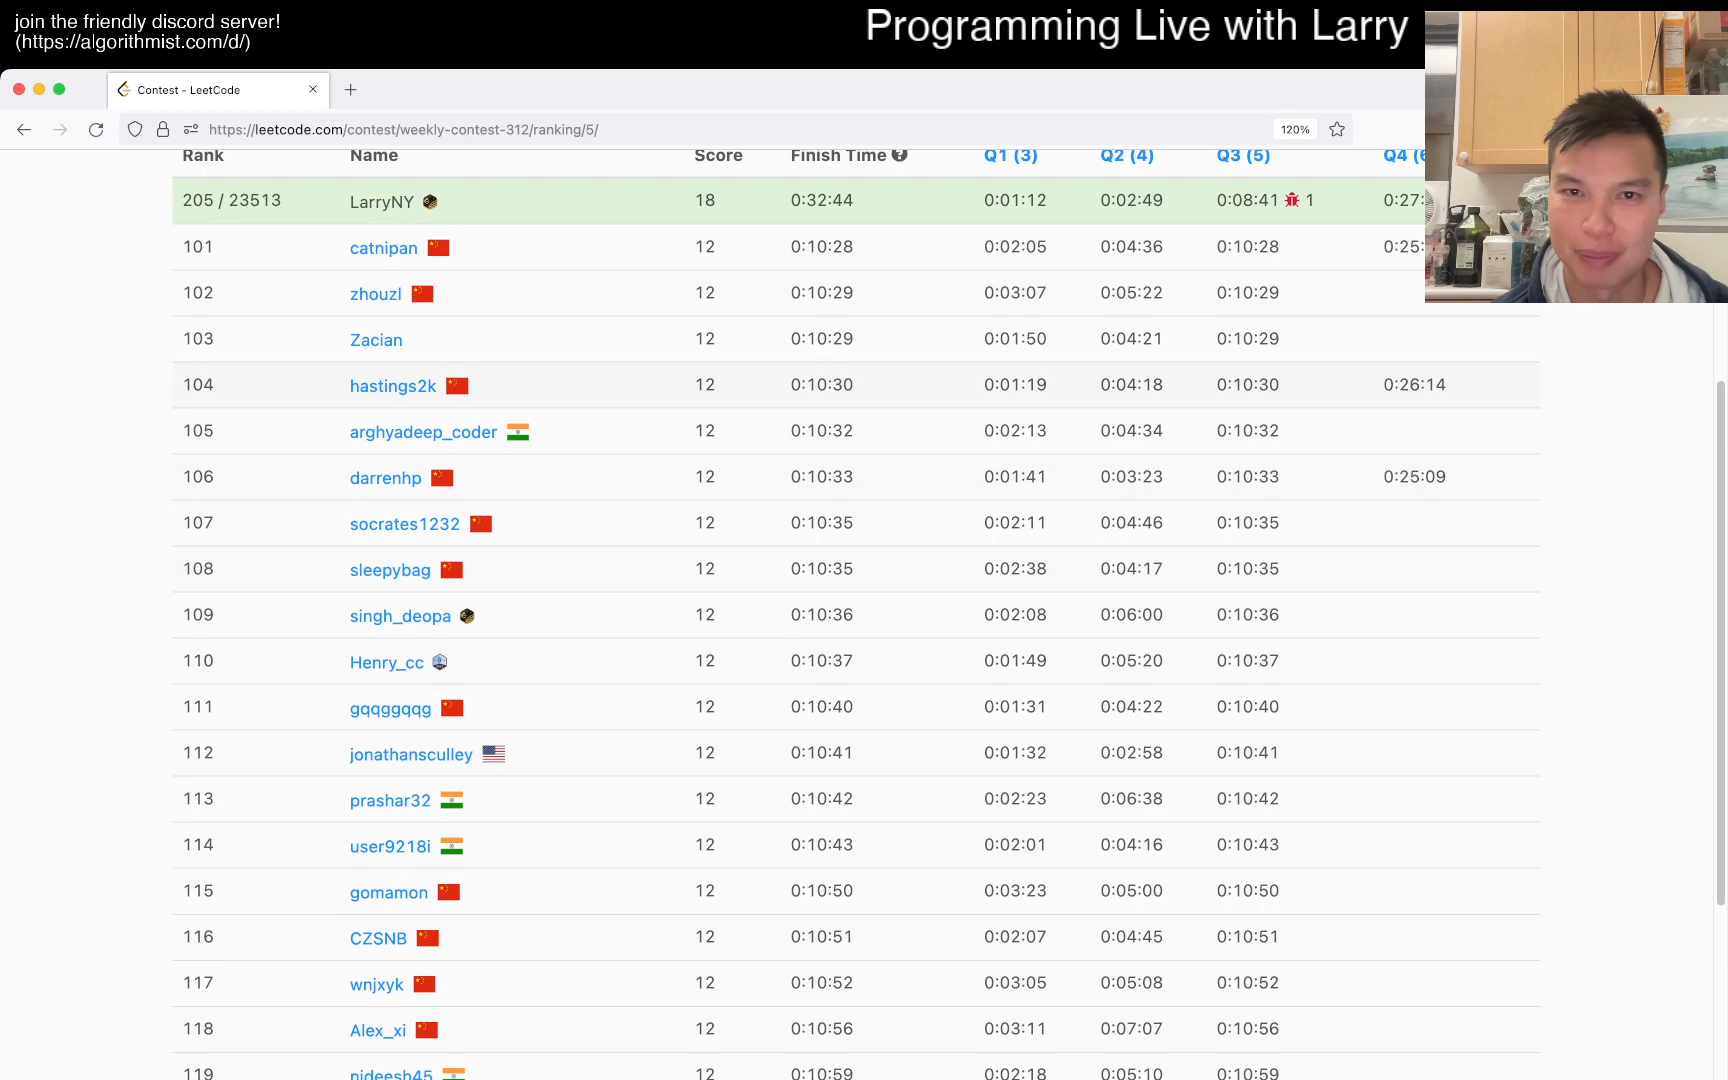 join the friendly discord server!
(https://algorithmist.com/d/)
Programming Live with Larry
Contest - LeetCode
https://leetcode.com/contest/weekly-contest-312/ranking/5/
120%
Rank Name Score Finish Time Q1 (3) Q2 (4) Q3 (5) Q4 (6
205 / 23513 LarryNY 18 0:32:44 0:01:12 0:02:49 0:08:41 1 0:27:
101 catnipan 12 0:10:28 0:02:05 0:04:36 0:10:28 0:25:
102 zhouzl 12 0:10:29 0:03:07 0:05:22 0:10:29
103 Zacian 12 0:10:29 0:01:50 0:04:21 0:10:29
104 hastings2k 12 0:10:30 0:01:19 0:04:18 0:10:30 0:26:14
105 arghyadeep_coder 12 0:10:32 0:02:13 0:04:34 0:10:32
106 darrenhp 12 0:10:33 0:01:41 0:03:23 0:10:33 0:25:09
107 socrates1232 12 0:10:35 0:02:11 0:04:46 0:10:35
108 sleepybag 12 0:10:35 0:02:38 0:04:17 0:10:35
109 singh_deopa 12 0:10:36 0:02:08 0:06:00 0:10:36
110 Henry_cc 12 0:10:37 0:01:49 0:05:20 0:10:37
111 gqqggqqg 12 0:10:40 0:01:31 0:04:22 0:10:40
112 jonathansculley 12 0:10:41 0:01:32 0:02:58 0:10:41
113 prashar32 12 0:10:42 0:02:23 0:06:38 0:10:42
114 user9218i 12 0:10:43 0:02:01 0:04:16 0:10:43
115 gomamon 12 0:10:50 0:03:23 0:05:00 0:10:50
116 CZSNB 12 0:10:51 0:02:07 0:04:45 0:10:51
117 wnjxyk 12 0:10:52 0:03:05 0:05:08 0:10:52
118 Alex_xi 12 0:10:56 0:03:11 0:07:07 0:10:56
119 nideesh45 12 0:10:59 0:02:18 0:05:10 0:10:59